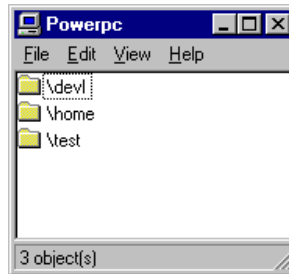 Powerpc
File Edit View Help
\devl
\home
\test
3 object(s)